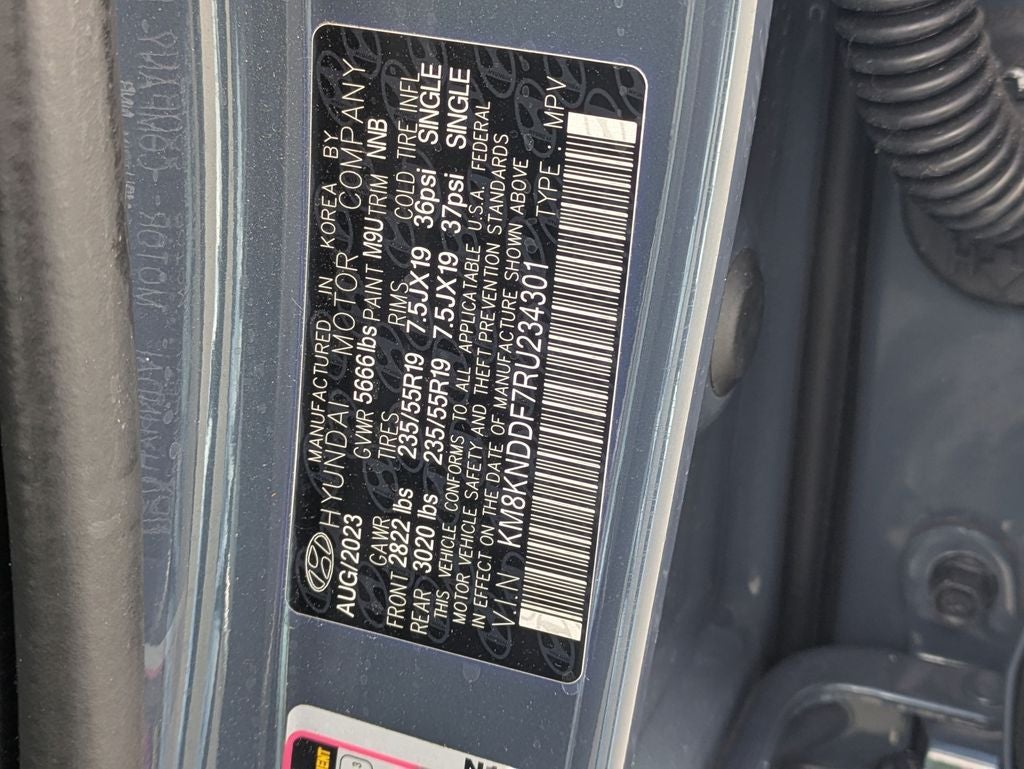 MANUFACTURED IN KOREA BY
HYUNDAI MOTOR COMPANY
AUG/2023 GVWR 5666 lbs PAINT M9U TRIM NNB
GAWR TIRES RIMS COLD TIRE INFL
FRONT 2822 lbs 235/55R19 7.5JX19 36psi SINGLE
REAR 3020 lbs 235/55R19 7.5JX19 37psi SINGLE
THIS VEHICLE CONFORMS TO ALL APPLICABLE U.S.A. FEDERAL
MOTOR VEHICLE SAFETY AND THEFT PREVENTION STANDARDS
IN EFFECT ON THE DATE OF MANUFACTURE SHOWN ABOVE
VIN : KM8KNDDF7RU234301 TYPE : MPV